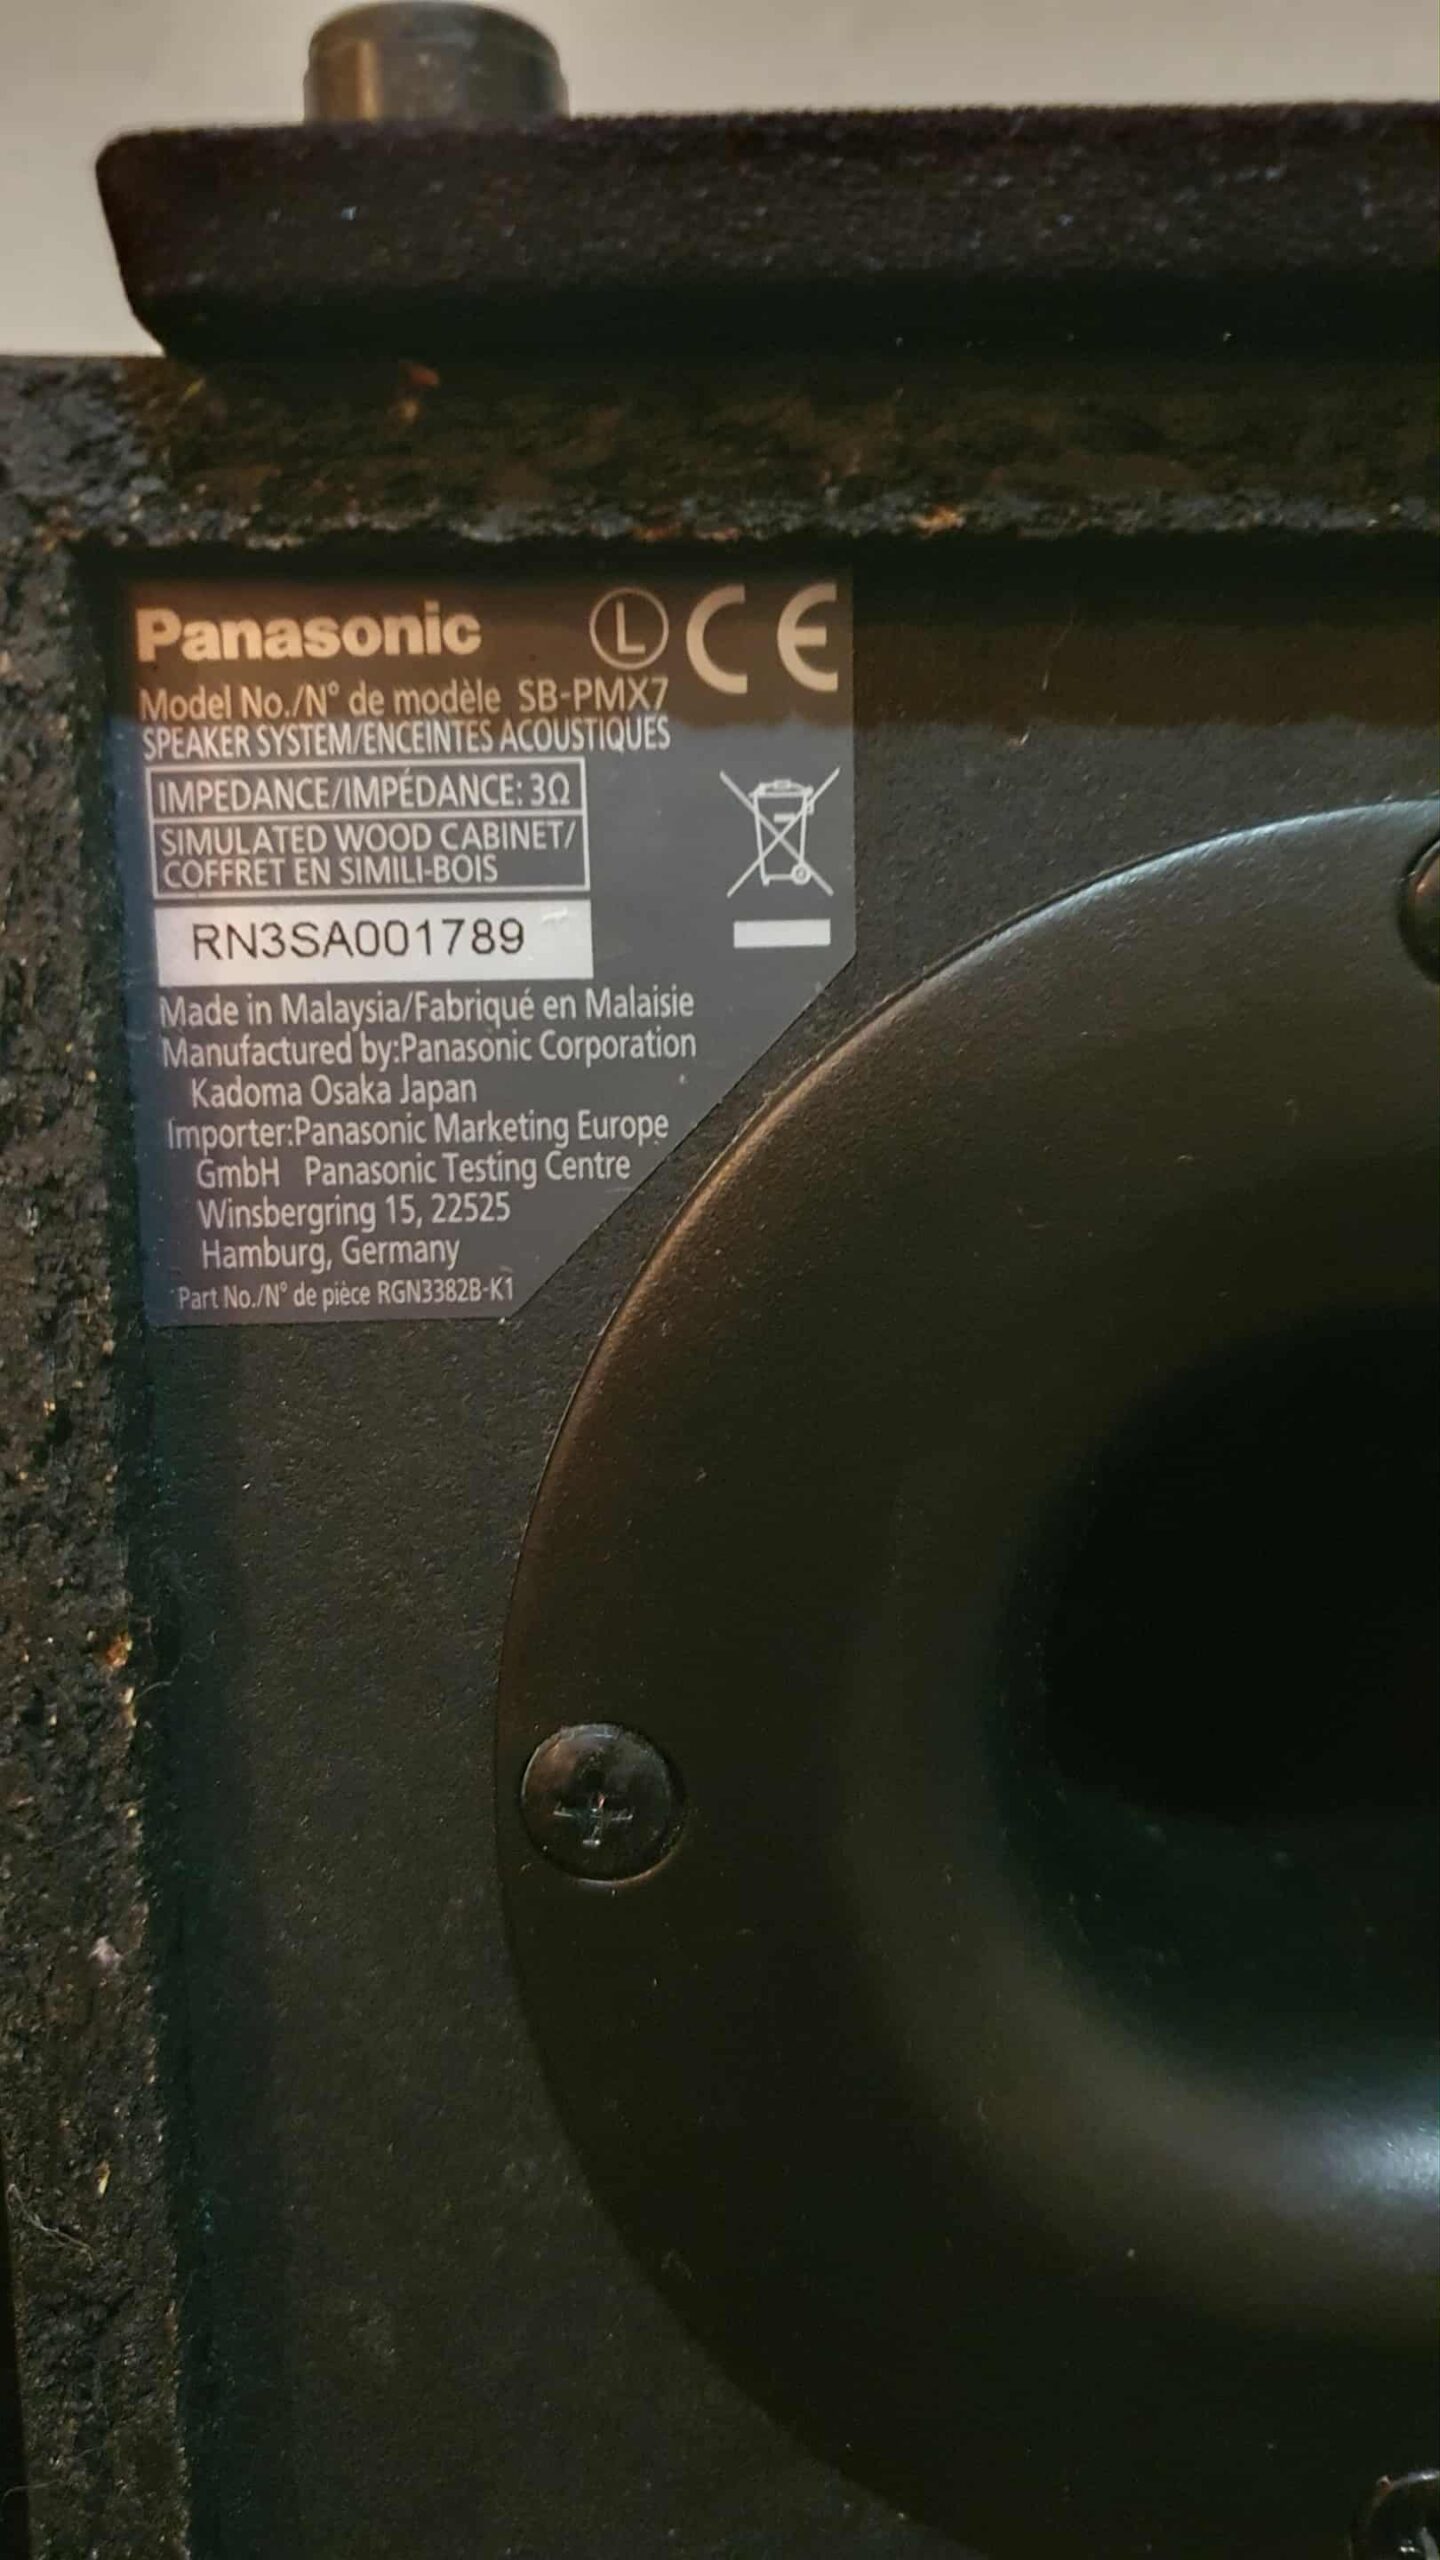 Panasonic L CE
Model No./N° de modèle SB-PMX7
SPEAKER SYSTEM/ENCEINTES ACOUSTIQUES
IMPEDANCE/IMPÉDANCE: 3Ω
SIMULATED WOOD CABINET/
COFFRET EN SIMILI-BOIS
RN3SA001789
Made in Malaysia/Fabriqué en Malaisie
Manufactured by:Panasonic Corporation
Kadoma Osaka Japan
Importer:Panasonic Marketing Europe
GmbH Panasonic Testing Centre
Winsbergring 15, 22525
Hamburg, Germany
Part No./N° de pièce RGN3382B-K1